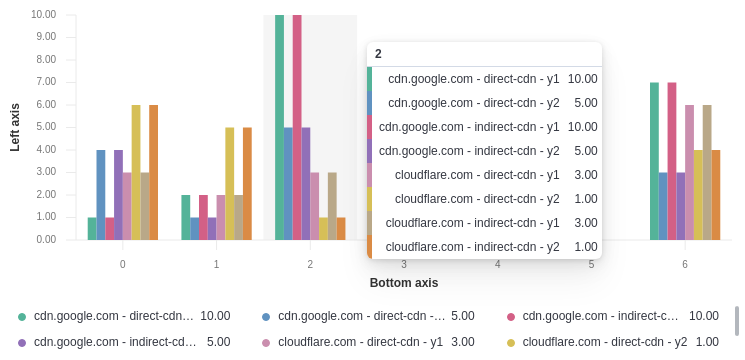 10.00
9.00
8.00
7.00
6.00
5.00
4.00
3.00
2.00
1.00
0.00
Left axis
2
cdn.google.com - direct-cdn - y1 10.00
cdn.google.com - direct-cdn - y2 5.00
cdn.google.com - indirect-cdn - y1 10.00
cdn.google.com - indirect-cdn - y2 5.00
cloudflare.com - direct-cdn - y1 3.00
cloudflare.com - direct-cdn - y2 1.00
cloudflare.com - indirect-cdn - y1 3.00
cloudflare.com - indirect-cdn - y2 1.00
0 1 2 3 4 5 6
Bottom axis
cdn.google.com - direct-cdn… 10.00 cdn.google.com - direct-cdn -… 5.00 cdn.google.com - indirect-c… 10.00
cdn.google.com - indirect-cd… 5.00 cloudflare.com - direct-cdn - y1 3.00 cloudflare.com - direct-cdn - y2 1.00